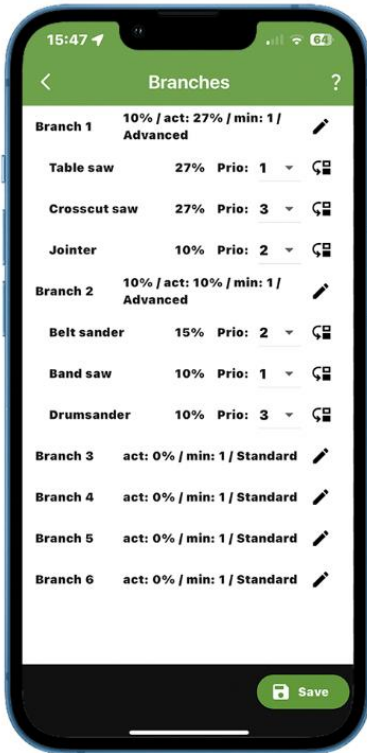 15:47
64
Branches ?
Branch 1 10% / act: 27% / min: 1 /
Advanced
Table saw 27% Prio: 1
Crosscut saw 27% Prio: 3
Jointer 10% Prio: 2
Branch 2 10% / act: 10% / min: 1 /
Advanced
Belt sander 15% Prio: 2
Band saw 10% Prio: 1
Drumsander 10% Prio: 3
Branch 3 act: 0% / min: 1 / Standard
Branch 4 act: 0% / min: 1 / Standard
Branch 5 act: 0% / min: 1 / Standard
Branch 6 act: 0% / min: 1 / Standard
Save